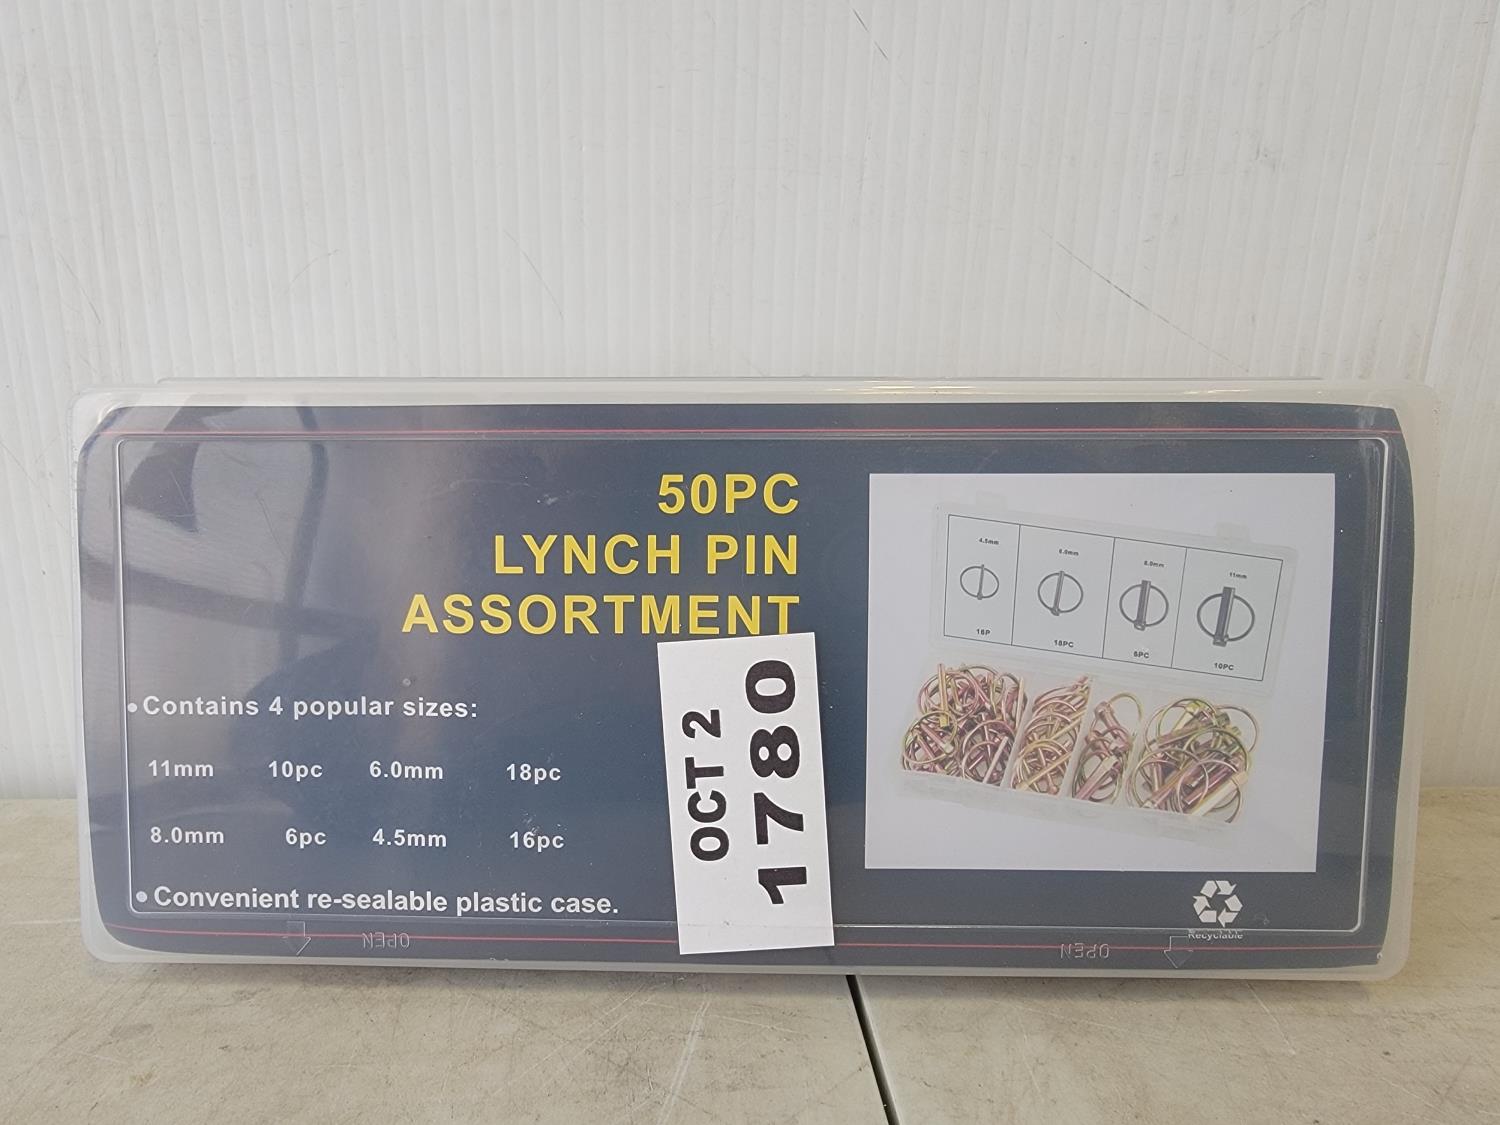 50PC
LYNCH PIN
ASSORTMENT
Contains 4 popular sizes:
11mm 10pc 6.0mm 18pc
8.0mm 6pc 4.5mm 16pc
Convenient re-sealable plastic case.
OCT 2
1780
4.5mm 6.0mm 8.0mm 11mm
16P 18PC 6PC 10PC
Recyclable
OPEN OPEN